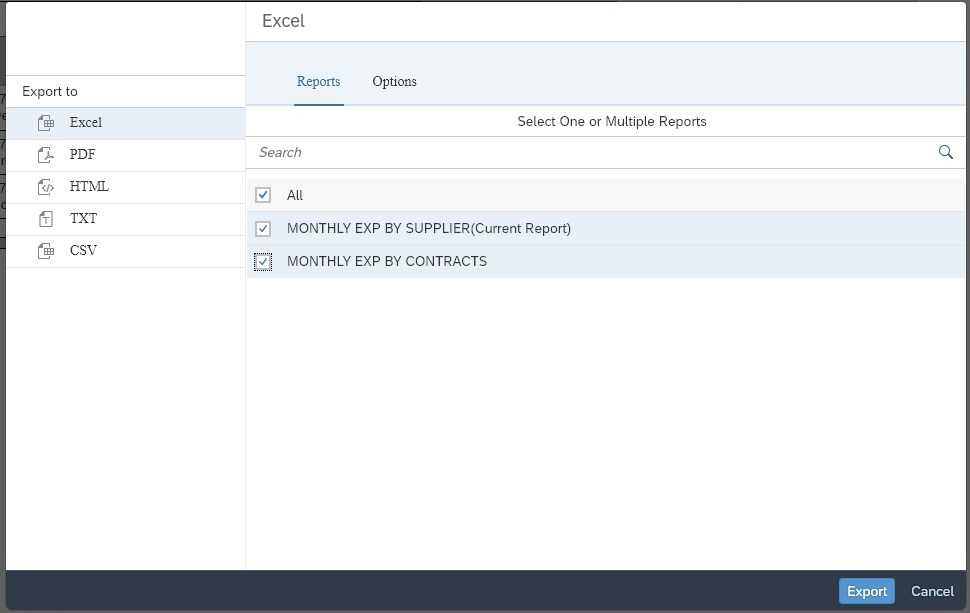 Excel
Reports Options
Export to
Excel
PDF
HTML
TXT
CSV
Select One or Multiple Reports
Search
All
MONTHLY EXP BY SUPPLIER(Current Report)
MONTHLY EXP BY CONTRACTS
Export Cancel